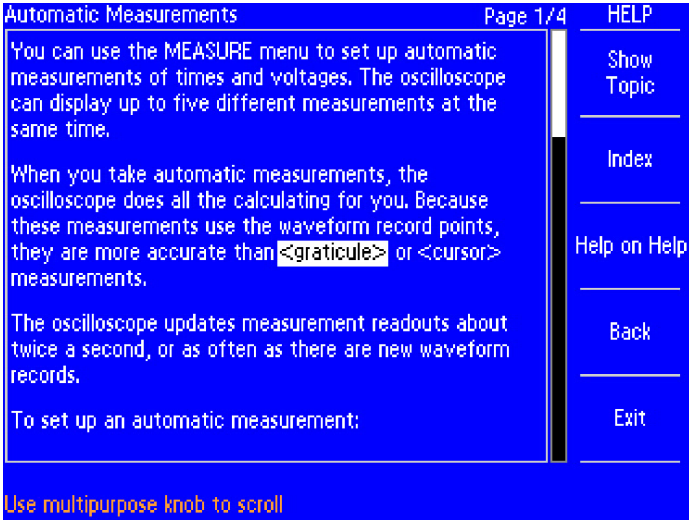 Automatic Measurements Page 1/4
You can use the MEASURE menu to set up automatic
measurements of times and voltages. The oscilloscope
can display up to five different measurements at the
same time.
When you take automatic measurements, the
oscilloscope does all the calculating for you. Because
these measurements use the waveform record points,
they are more accurate than <graticule> or <cursor>
measurements.
The oscilloscope updates measurement readouts about
twice a second, or as often as there are new waveform
records.
To set up an automatic measurement:
Use multipurpose knob to scroll
HELP
Show
Topic
Index
Help on Help
Back
Exit